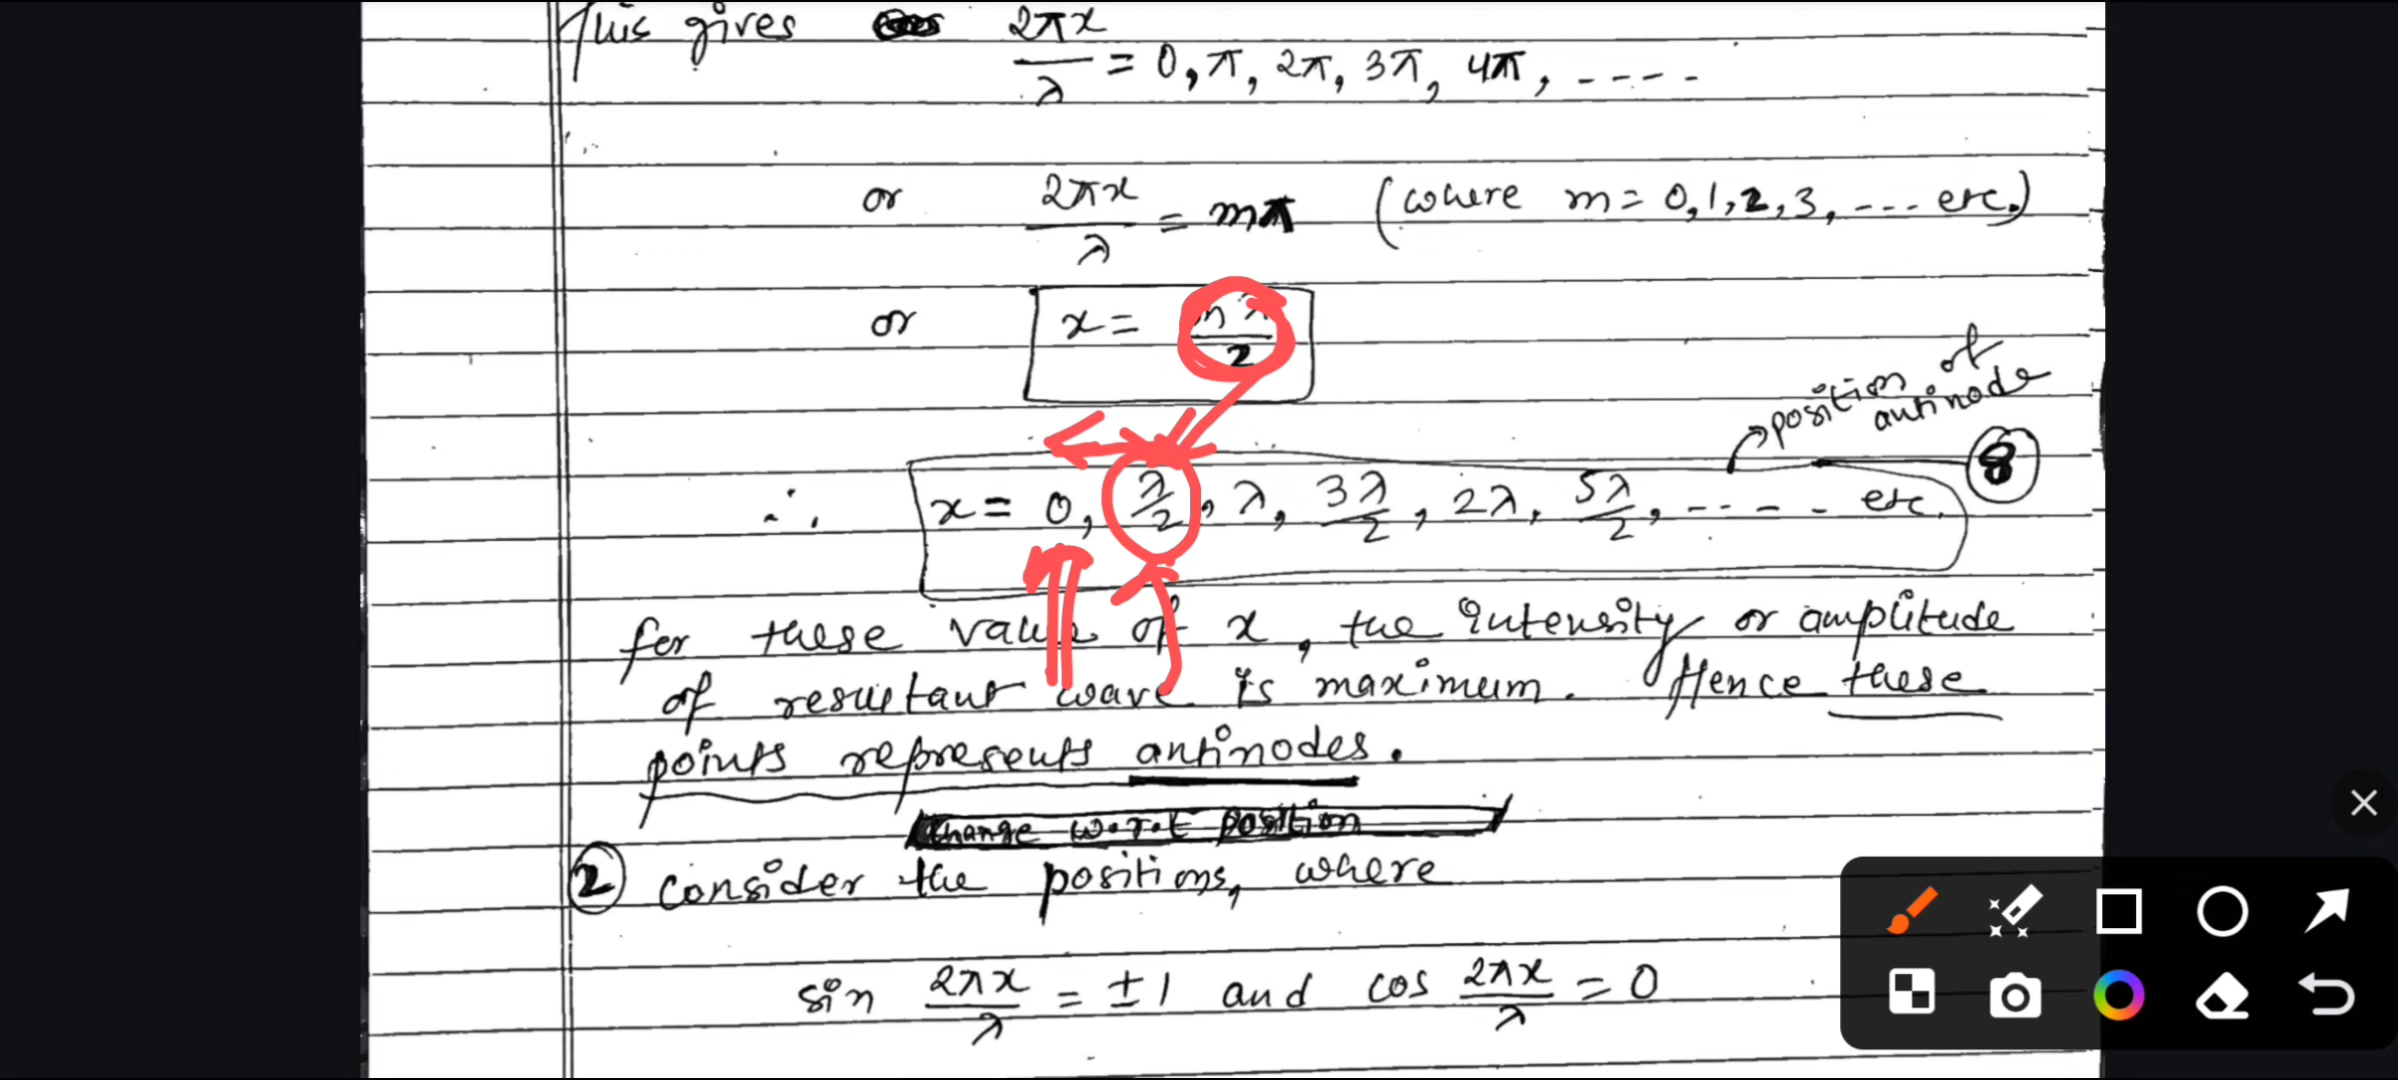 This gives 2πx/λ = 0, π, 2π, 3π, 4π, -----
or 2πx/λ = mπ (where m = 0,1,2,3, --- etc.)
or x = mλ/2
position of antinode
∴ x = 0, λ/2, λ, 3λ/2, 2λ, 5λ/2, ---- etc. 8
for these value of x, the intensity or amplitude
of resultant wave is maximum. Hence these
points represents antinodes.
Change w.r.t position
2 Consider the positions, where
sin 2πx/λ = ±1 and cos 2πx/λ = 0